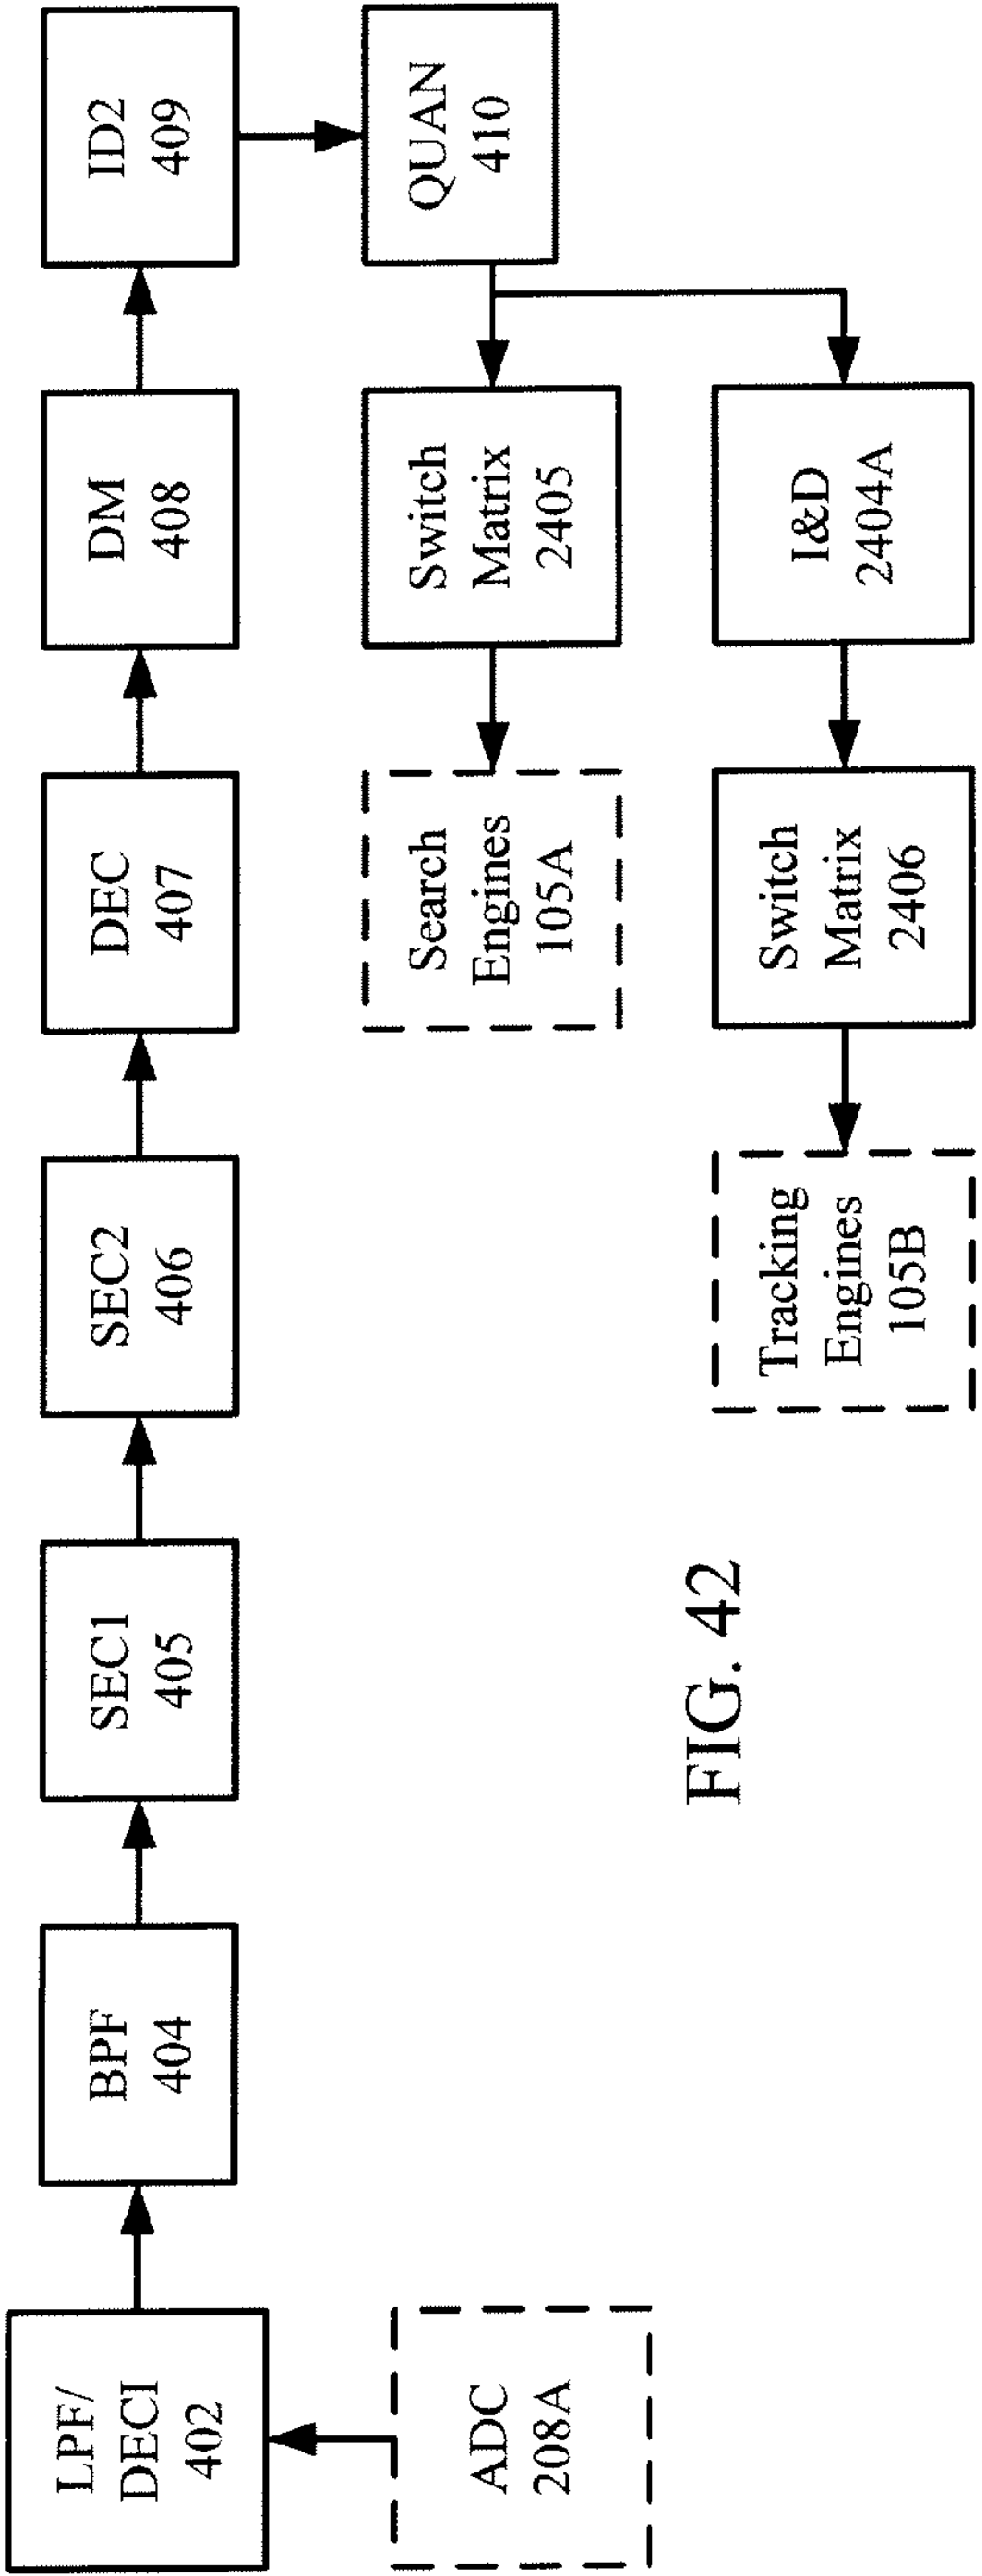 LPF/
DECI
402
BPF
404
SEC1
405
SEC2
406
DEC
407
DM
408
ID2
409
ADC
208A
Search
Engines
105A
Switch
Matrix
2405
QUAN
410
Tracking
Engines
105B
Switch
Matrix
2406
I&D
2404A
FIG. 42